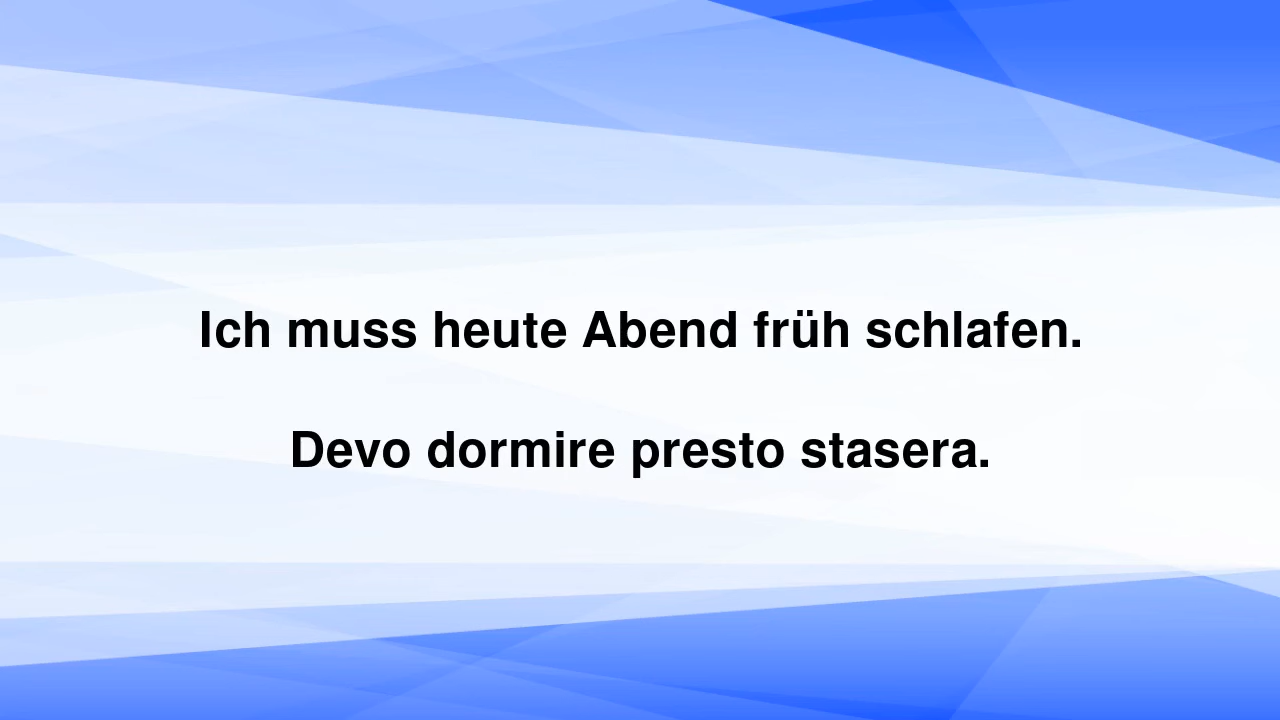 Ich muss heute Abend früh schlafen.
Devo dormire presto stasera.